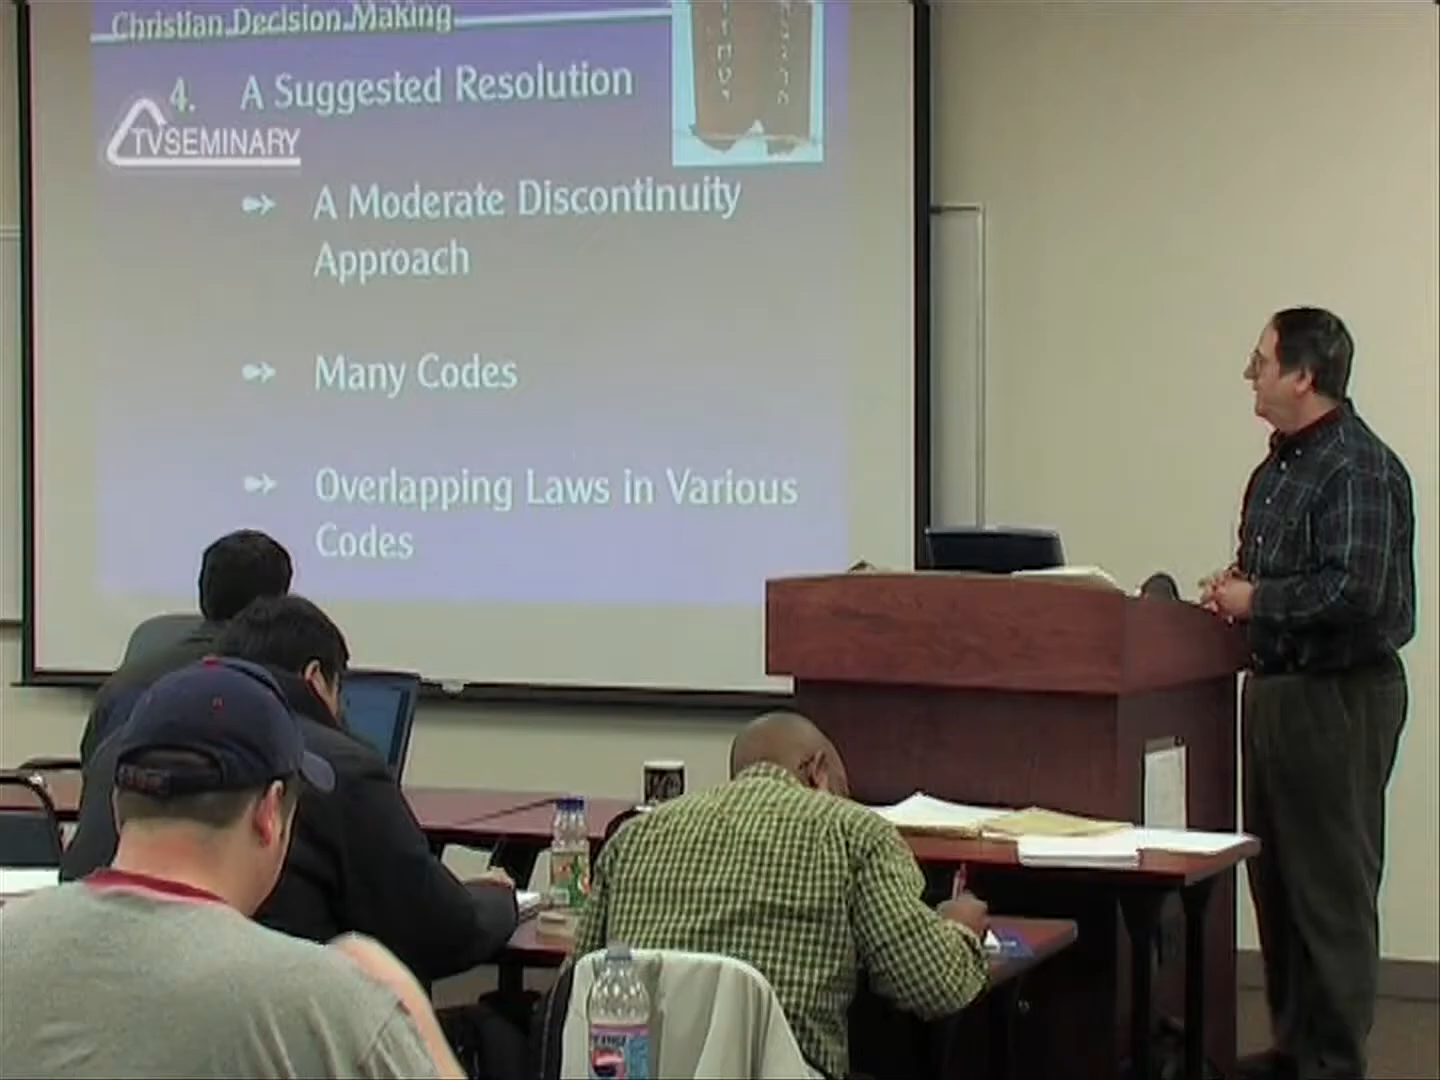 Christian Decision Making
4. A Suggested Resolution
TVSEMINARY
A Moderate Discontinuity
Approach
Many Codes
Overlapping Laws in Various
Codes